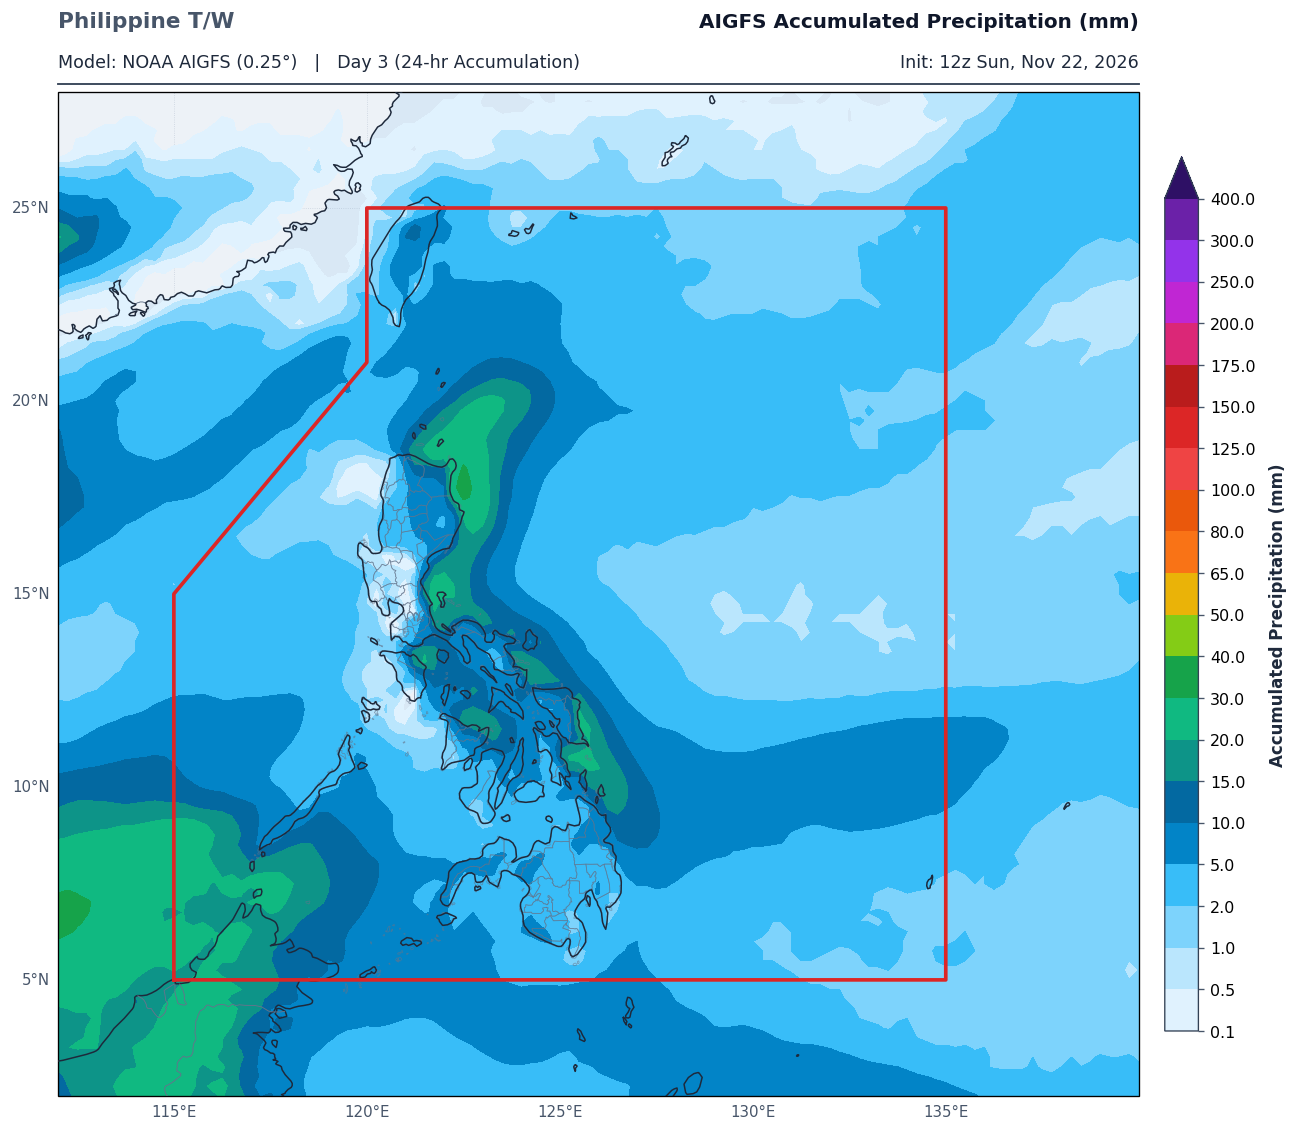 Philippine T/W
AIGFS Accumulated Precipitation (mm)
Model: NOAA AIGFS (0.25°)   |   Day 3 (24-hr Accumulation)
Init: 12z Sun, Nov 22, 2026
25°N
20°N
15°N
10°N
5°N
115°E
120°E
125°E
130°E
135°E
400.0
300.0
250.0
200.0
175.0
150.0
125.0
100.0
80.0
65.0
50.0
40.0
30.0
20.0
15.0
10.0
5.0
2.0
1.0
0.5
0.1
Accumulated Precipitation (mm)